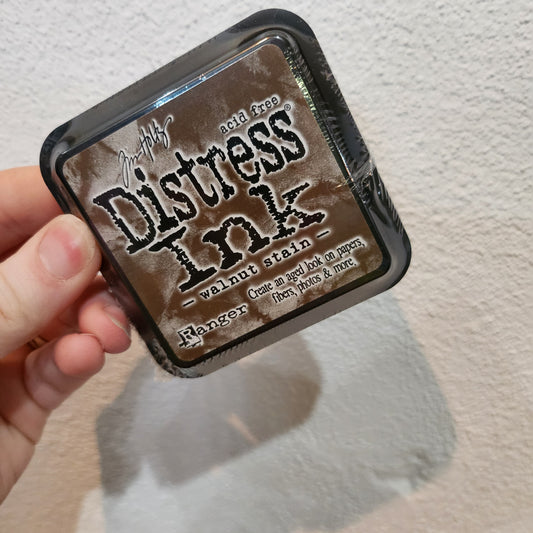 Tim Holtz
acid free
Distress®
Ink
– walnut stain –
Create an aged look on papers,
fibers, photos & more.
Ranger